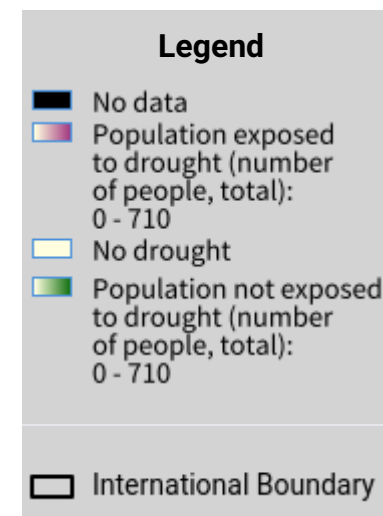 Legend
No data
Population exposed
to drought (number
of people, total):
0 - 710
No drought
Population not exposed
to drought (number
of people, total):
0 - 710
International Boundary